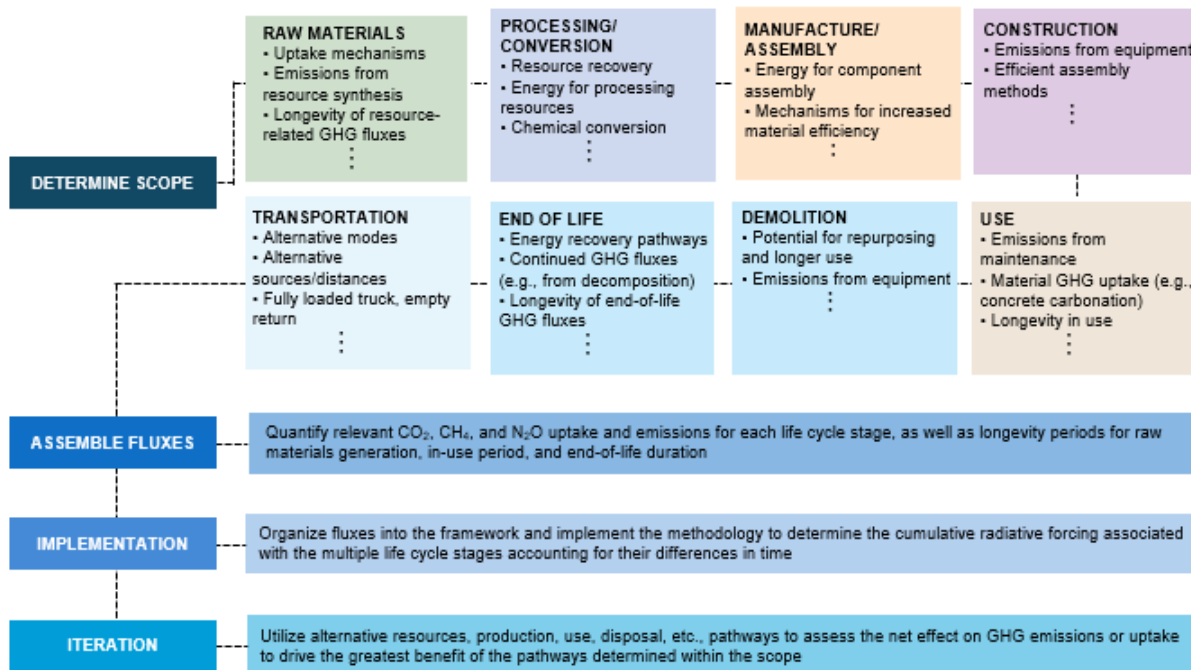 RAW MATERIALS
▪ Uptake mechanisms
▪ Emissions from
resource synthesis
▪ Longevity of resource-
related GHG fluxes
⋮
PROCESSING/
CONVERSION
▪ Resource recovery
▪ Energy for processing
resources
▪ Chemical conversion
⋮
MANUFACTURE/
ASSEMBLY
▪ Energy for component
assembly
▪ Mechanisms for increased
material efficiency
⋮
CONSTRUCTION
▪ Emissions from equipment
▪ Efficient assembly
methods
⋮
DETERMINE SCOPE
TRANSPORTATION
▪ Alternative modes
▪ Alternative
sources/distances
▪ Fully loaded truck, empty
return
⋮
END OF LIFE
▪ Energy recovery pathways
▪ Continued GHG fluxes
(e.g., from decomposition)
▪ Longevity of end-of-life
GHG fluxes
⋮
DEMOLITION
▪ Potential for repurposing
and longer use
▪ Emissions from equipment
⋮
USE
▪ Emissions from
maintenance
▪ Material GHG uptake (e.g.,
concrete carbonation)
▪ Longevity in use
⋮
ASSEMBLE FLUXES
Quantify relevant CO₂, CH₄, and N₂O uptake and emissions for each life cycle stage, as well as longevity periods for raw
materials generation, in-use period, and end-of-life duration
IMPLEMENTATION
Organize fluxes into the framework and implement the methodology to determine the cumulative radiative forcing associated
with the multiple life cycle stages accounting for their differences in time
ITERATION
Utilize alternative resources, production, use, disposal, etc., pathways to assess the net effect on GHG emissions or uptake
to drive the greatest benefit of the pathways determined within the scope